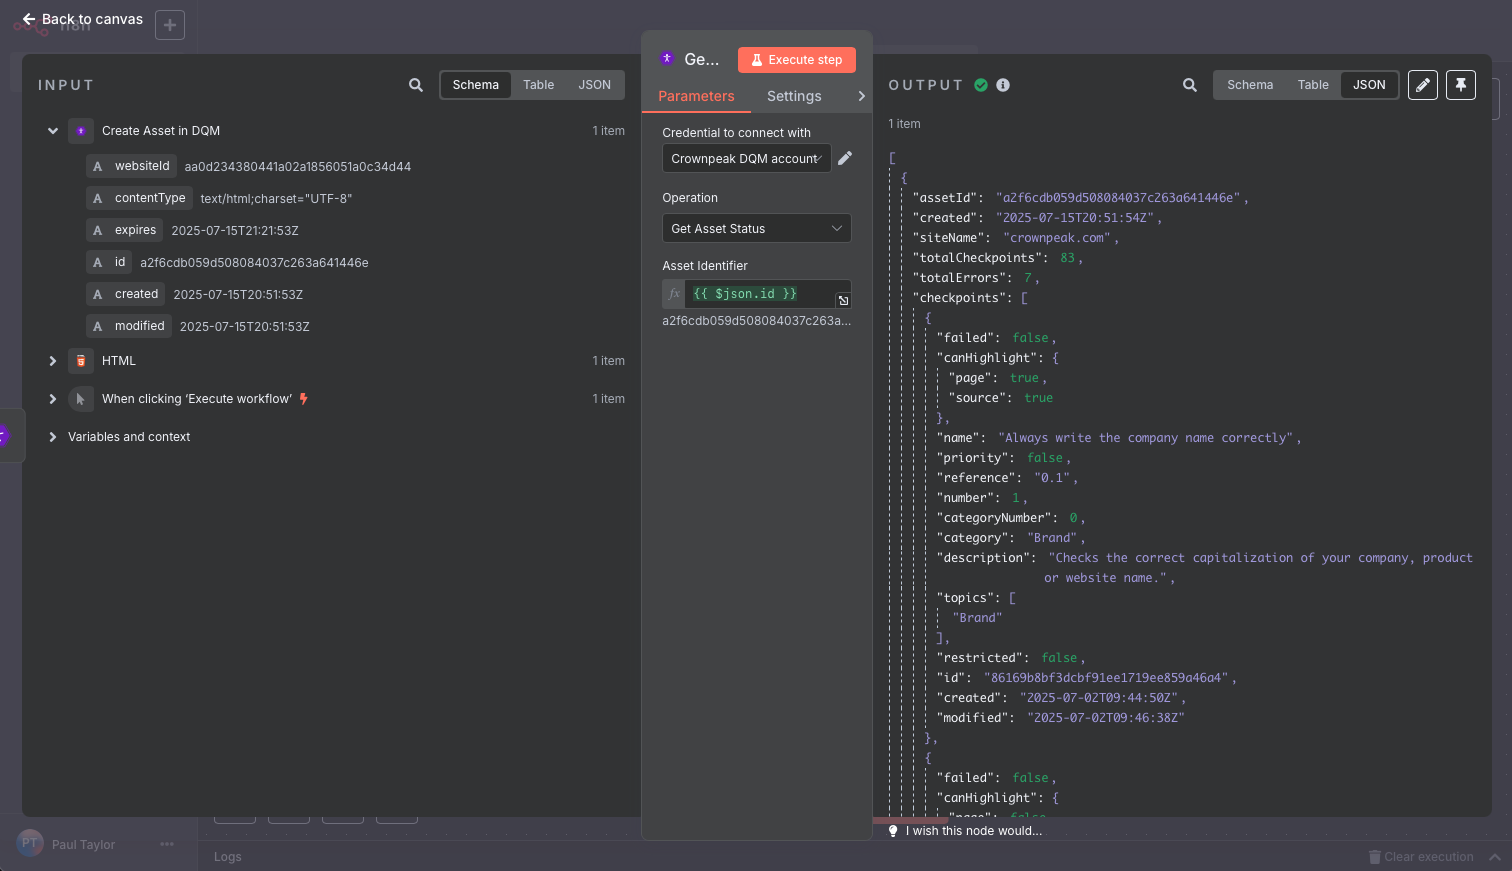 Back to canvas
n8n
INPUT
Schema Table JSON
Create Asset in DQM 1 item
A websiteId aa0d234380441a02a1856051a0c34d44
A contentType text/html;charset="UTF-8"
A expires 2025-07-15T21:21:53Z
A id a2f6cdb059d508084037c263a641446e
A created 2025-07-15T20:51:53Z
A modified 2025-07-15T20:51:53Z
HTML 1 item
When clicking ‘Execute workflow’ 1 item
Variables and context
Ge... Execute step
Parameters Settings
Credential to connect with
Crownpeak DQM account
Operation
Get Asset Status
Asset Identifier
fx {{ $json.id }}
a2f6cdb059d508084037c263a...
OUTPUT
Schema Table JSON
1 item
[
{
"assetId": "a2f6cdb059d508084037c263a641446e",
"created": "2025-07-15T20:51:54Z",
"siteName": "crownpeak.com",
"totalCheckpoints": 83,
"totalErrors": 7,
"checkpoints": [
{
"failed": false,
"canHighlight": {
"page": true,
"source": true
},
"name": "Always write the company name correctly",
"priority": false,
"reference": "0.1",
"number": 1,
"categoryNumber": 0,
"category": "Brand",
"description": "Checks the correct capitalization of your company, product
or website name.",
"topics": [
"Brand"
],
"restricted": false,
"id": "86169b8bf3dcbf91ee1719ee859a46a4",
"created": "2025-07-02T09:44:50Z",
"modified": "2025-07-02T09:46:38Z"
},
{
"failed": false,
"canHighlight": {
"page": false,
I wish this node would...
PT Paul Taylor
Logs
Clear execution